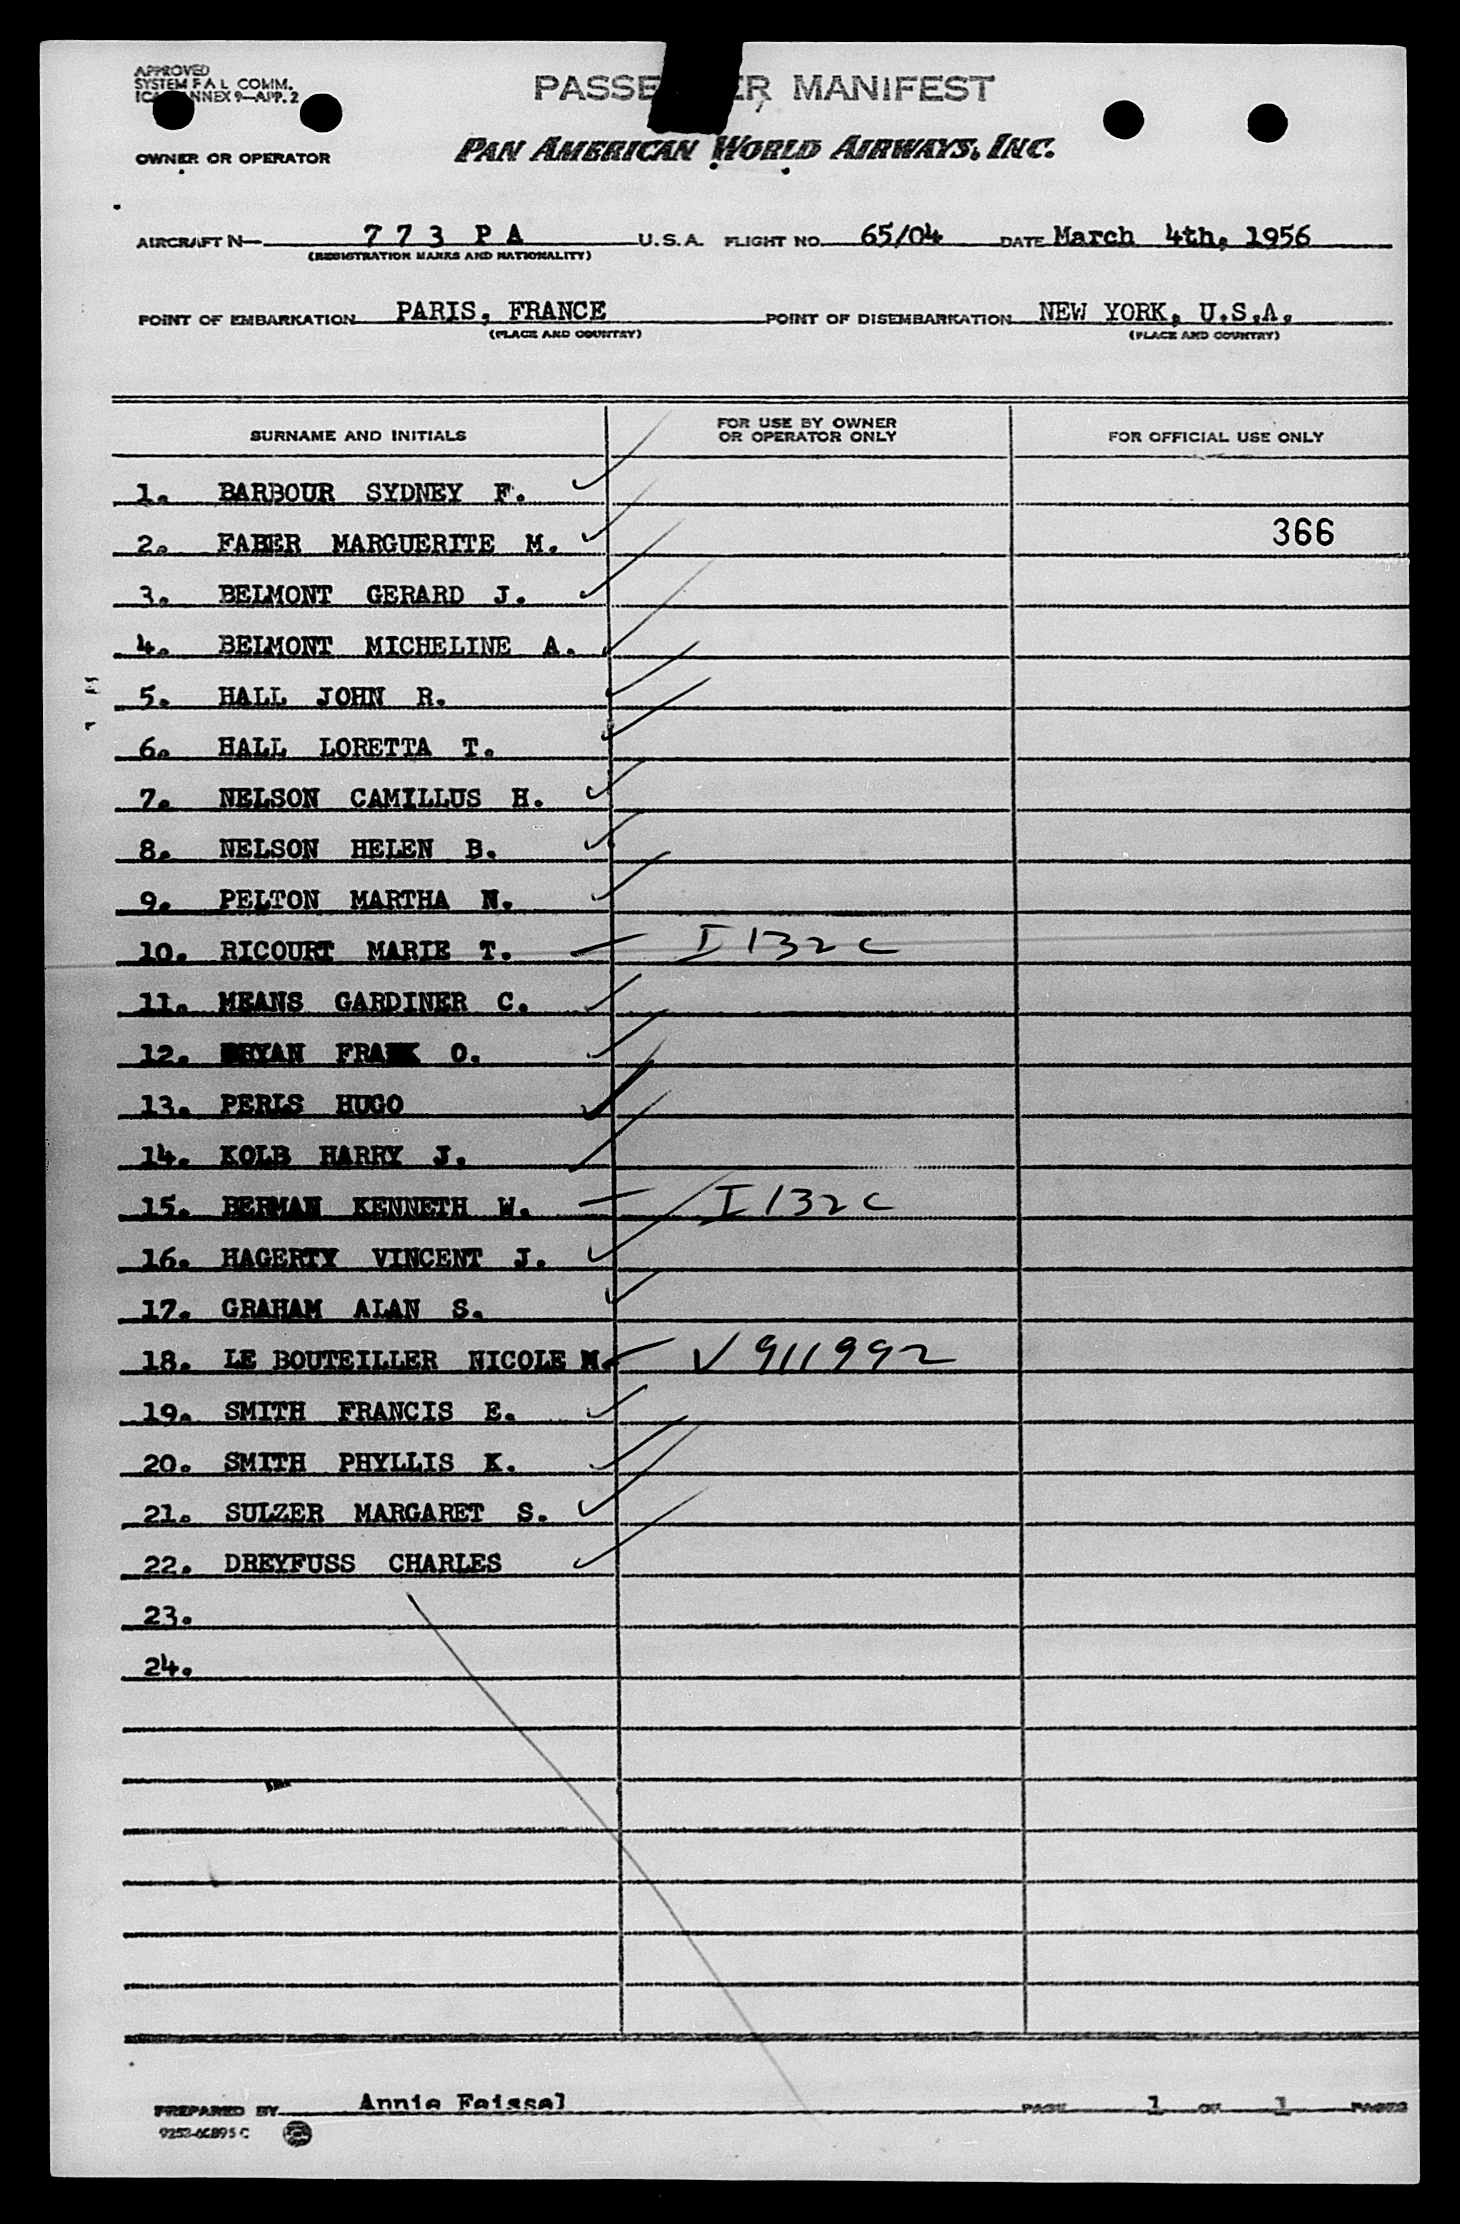 APPROVED
SYSTEM F A L COMM.
ANNEX 9—APP. 2
PASSE ER MANIFEST
OWNER OR OPERATOR PAN AMERICAN WORLD AIRWAYS, INC.
AIRCRAFT N— 7 7 3 P A U.S.A. FLIGHT NO. 65/04 DATE March 4th, 1956
(REGISTRATION MARKS AND NATIONALITY)
POINT OF EMBARKATION PARIS, FRANCE POINT OF DISEMBARKATION NEW YORK, U.S.A.
(PLACE AND COUNTRY) (PLACE AND COUNTRY)
SURNAME AND INITIALS FOR USE BY OWNER OR OPERATOR ONLY FOR OFFICIAL USE ONLY
1. BARBOUR SYDNEY F.
2. FABER MARGUERITE M. 366
3. BELMONT GERARD J.
4. BELMONT MICHELINE A.
5. HALL JOHN R.
6. HALL LORETTA T.
7. NELSON CAMILLUS H.
8. NELSON HELEN B.
9. PELTON MARTHA N.
10. RICOURT MARIE T. I 132 C
11. MEANS GARDINER C.
12. FRANK O.
13. PERLS HUGO
14. KOLB HARRY J.
15. BERMAN KENNETH W. I 132 C
16. HAGERTY VINCENT J.
17. GRAHAM ALAN S.
18. LE BOUTEILLER NICOLE M. V 911992
19. SMITH FRANCIS E.
20. SMITH PHYLLIS K.
21. SULZER MARGARET S.
22. DREYFUSS CHARLES
23.
24.
PREPARED BY Annie Feissel PAGE 1 OF 1 PAGES